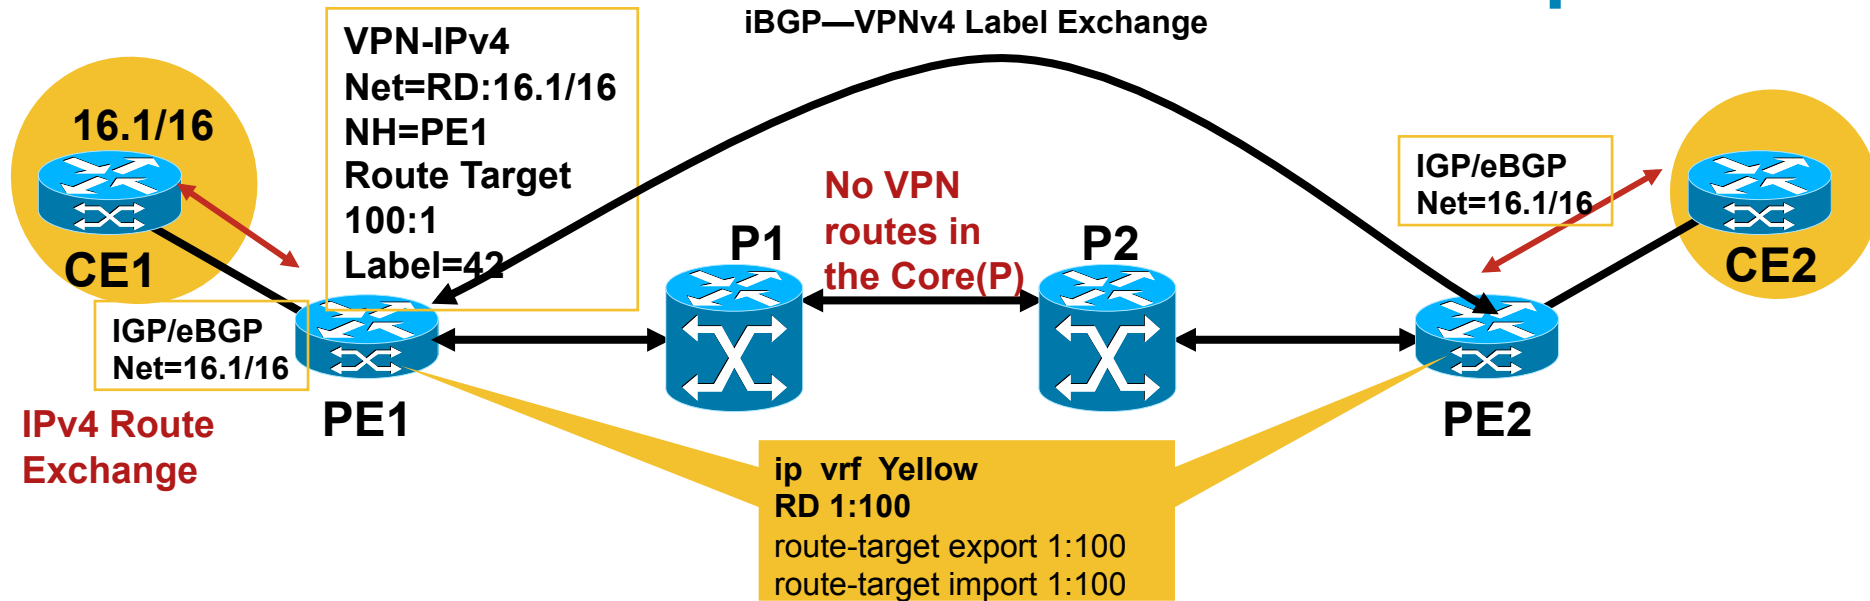 iBGP—VPNv4 Label Exchange
VPN-IPv4
Net=RD:16.1/16
NH=PE1
Route Target
100:1
Label=42
16.1/16
CE1
IGP/eBGP
Net=16.1/16
IPv4 Route
Exchange
PE1
P1
No VPN
routes in
the Core(P)
P2
IGP/eBGP
Net=16.1/16
CE2
PE2
ip vrf Yellow
RD 1:100
route-target export 1:100
route-target import 1:100